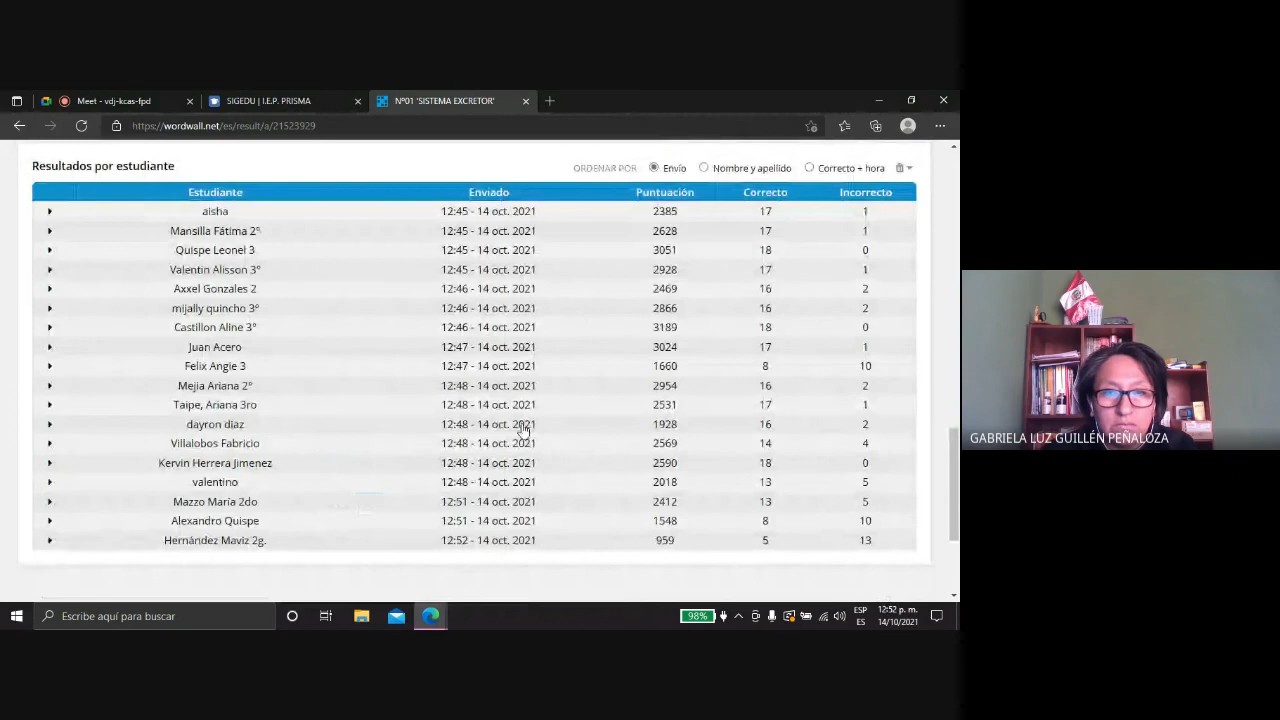 Meet - vdj-kcas-fpd
SIGEDU | I.E.P. PRISMA
Nº01 'SISTEMA EXCRETOR'
https://wordwall.net/es/result/a/21523929
Resultados por estudiante
ORDENAR POR Envío Nombre y apellido Correcto + hora
Estudiante Enviado Puntuación Correcto Incorrecto
aisha 12:45 - 14 oct. 2021 2385 17 1
Mansilla Fátima 2° 12:45 - 14 oct. 2021 2628 17 1
Quispe Leonel 3 12:45 - 14 oct. 2021 3051 18 0
Valentin Alisson 3° 12:45 - 14 oct. 2021 2928 17 1
Axxel Gonzales 2 12:46 - 14 oct. 2021 2469 16 2
mijally quincho 3° 12:46 - 14 oct. 2021 2866 16 2
Castillon Aline 3° 12:46 - 14 oct. 2021 3189 18 0
Juan Acero 12:47 - 14 oct. 2021 3024 17 1
Felix Angie 3 12:47 - 14 oct. 2021 1660 8 10
Mejia Ariana 2° 12:48 - 14 oct. 2021 2954 16 2
Taipe, Ariana 3ro 12:48 - 14 oct. 2021 2531 17 1
dayron diaz 12:48 - 14 oct. 2021 1928 16 2
Villalobos Fabricio 12:48 - 14 oct. 2021 2569 14 4
Kervin Herrera Jimenez 12:48 - 14 oct. 2021 2590 18 0
valentino 12:48 - 14 oct. 2021 2018 13 5
Mazzo María 2do 12:51 - 14 oct. 2021 2412 13 5
Alexandro Quispe 12:51 - 14 oct. 2021 1548 8 10
Hernández Maviz 2g. 12:52 - 14 oct. 2021 959 5 13
GABRIELA LUZ GUILLÉN PEÑALOZA
Escribe aquí para buscar
98%
ESP
ES
12:52 p. m.
14/10/2021